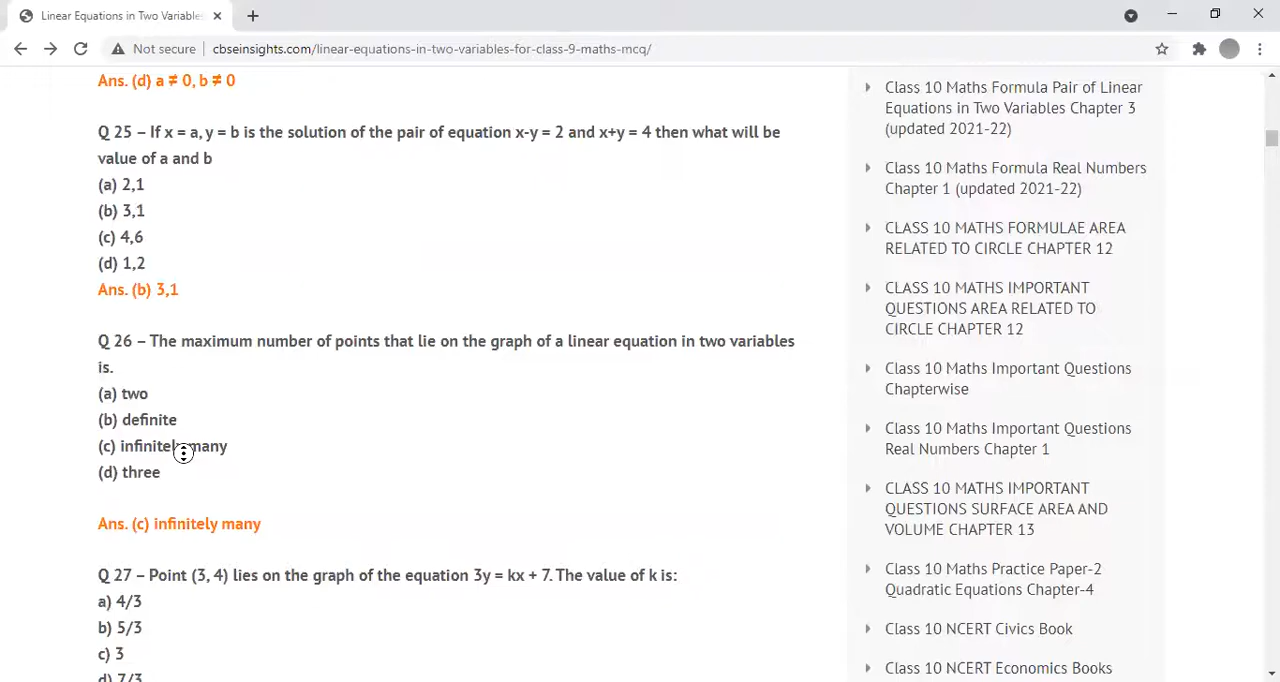 Linear Equations in Two Variable
Not secure
cbseinsights.com/linear-equations-in-two-variables-for-class-9-maths-mcq/
Ans. (d) a ≠ 0, b ≠ 0
Q 25 – If x = a, y = b is the solution of the pair of equation x-y = 2 and x+y = 4 then what will be
value of a and b
(a) 2,1
(b) 3,1
(c) 4,6
(d) 1,2
Ans. (b) 3,1
Q 26 – The maximum number of points that lie on the graph of a linear equation in two variables
is.
(a) two
(b) definite
(c) infinitely many
(d) three
Ans. (c) infinitely many
Q 27 – Point (3, 4) lies on the graph of the equation 3y = kx + 7. The value of k is:
a) 4/3
b) 5/3
c) 3
d) 7/3
Class 10 Maths Formula Pair of Linear
Equations in Two Variables Chapter 3
(updated 2021-22)
Class 10 Maths Formula Real Numbers
Chapter 1 (updated 2021-22)
CLASS 10 MATHS FORMULAE AREA
RELATED TO CIRCLE CHAPTER 12
CLASS 10 MATHS IMPORTANT
QUESTIONS AREA RELATED TO
CIRCLE CHAPTER 12
Class 10 Maths Important Questions
Chapterwise
Class 10 Maths Important Questions
Real Numbers Chapter 1
CLASS 10 MATHS IMPORTANT
QUESTIONS SURFACE AREA AND
VOLUME CHAPTER 13
Class 10 Maths Practice Paper-2
Quadratic Equations Chapter-4
Class 10 NCERT Civics Book
Class 10 NCERT Economics Books